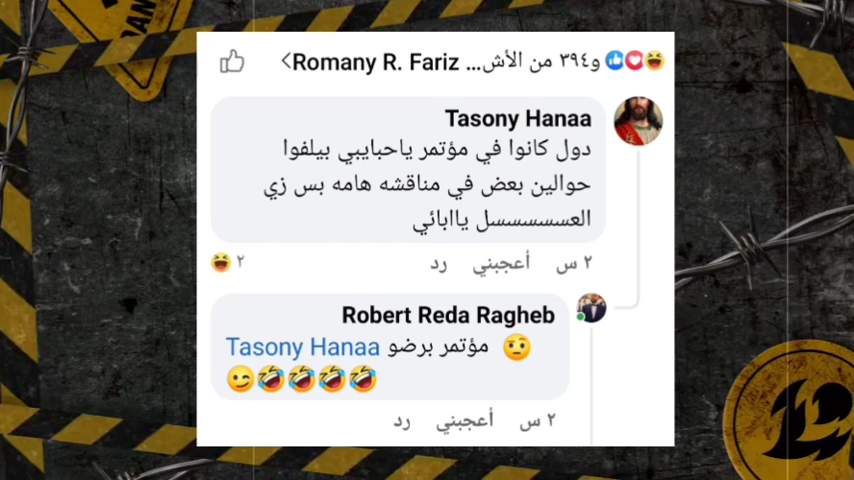 و٣٩٤ من الأش... Romany R. Fariz
Tasony Hanaa
دول كانوا في مؤتمر ياحبايبي بيلفوا
حوالين بعض في مناقشه هامه بس زي
العسسسسسسل ياابائي
٢ س أعجبني رد
٢
Robert Reda Ragheb
Tasony Hanaa مؤتمر برضو 🤨
🤣🤣🤣🤣😉
٢ س أعجبني رد